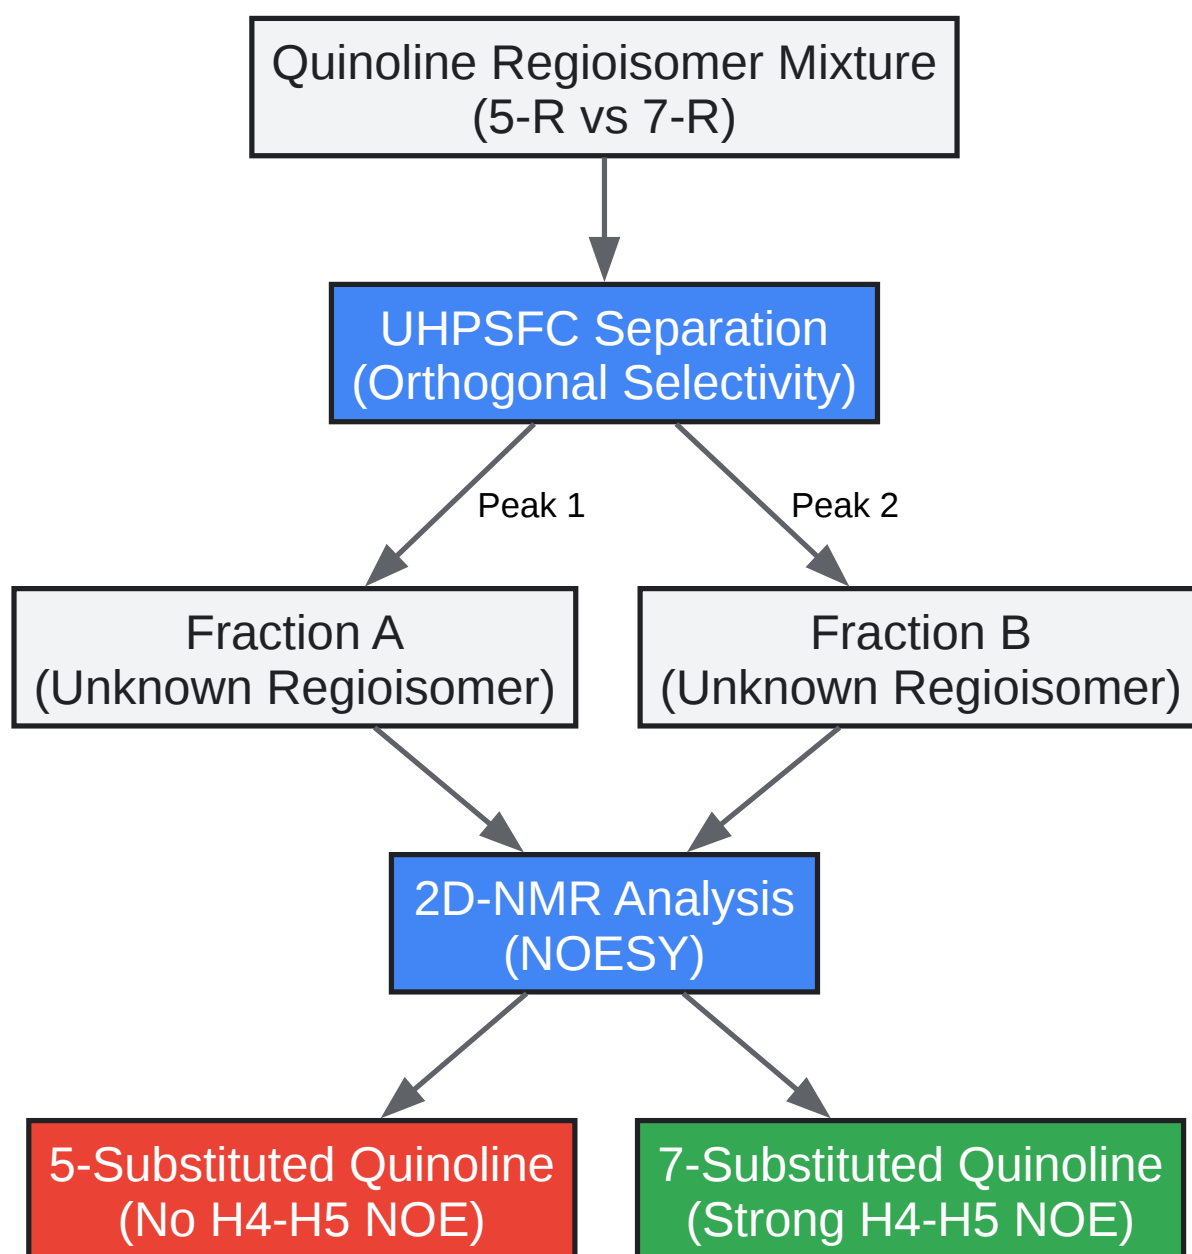 Quinoline Regioisomer Mixture
(5-R vs 7-R)
UHPSFC Separation
(Orthogonal Selectivity)
Peak 1
Peak 2
Fraction A
(Unknown Regioisomer)
Fraction B
(Unknown Regioisomer)
2D-NMR Analysis
(NOESY)
5-Substituted Quinoline
(No H4-H5 NOE)
7-Substituted Quinoline
(Strong H4-H5 NOE)